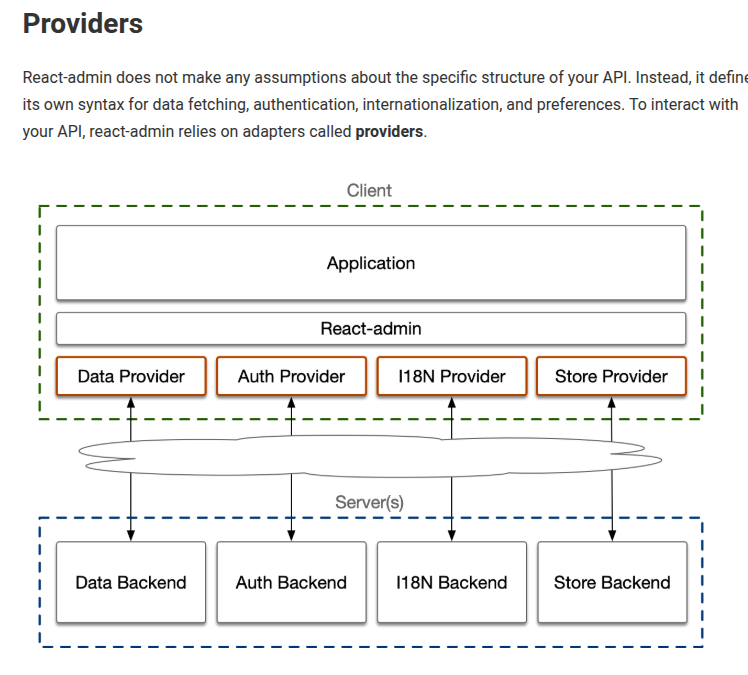 Providers
React-admin does not make any assumptions about the specific structure of your API. Instead, it define
its own syntax for data fetching, authentication, internationalization, and preferences. To interact with
your API, react-admin relies on adapters called providers.
Client
Application
React-admin
Data Provider Auth Provider I18N Provider Store Provider
Server(s)
Data Backend Auth Backend I18N Backend Store Backend